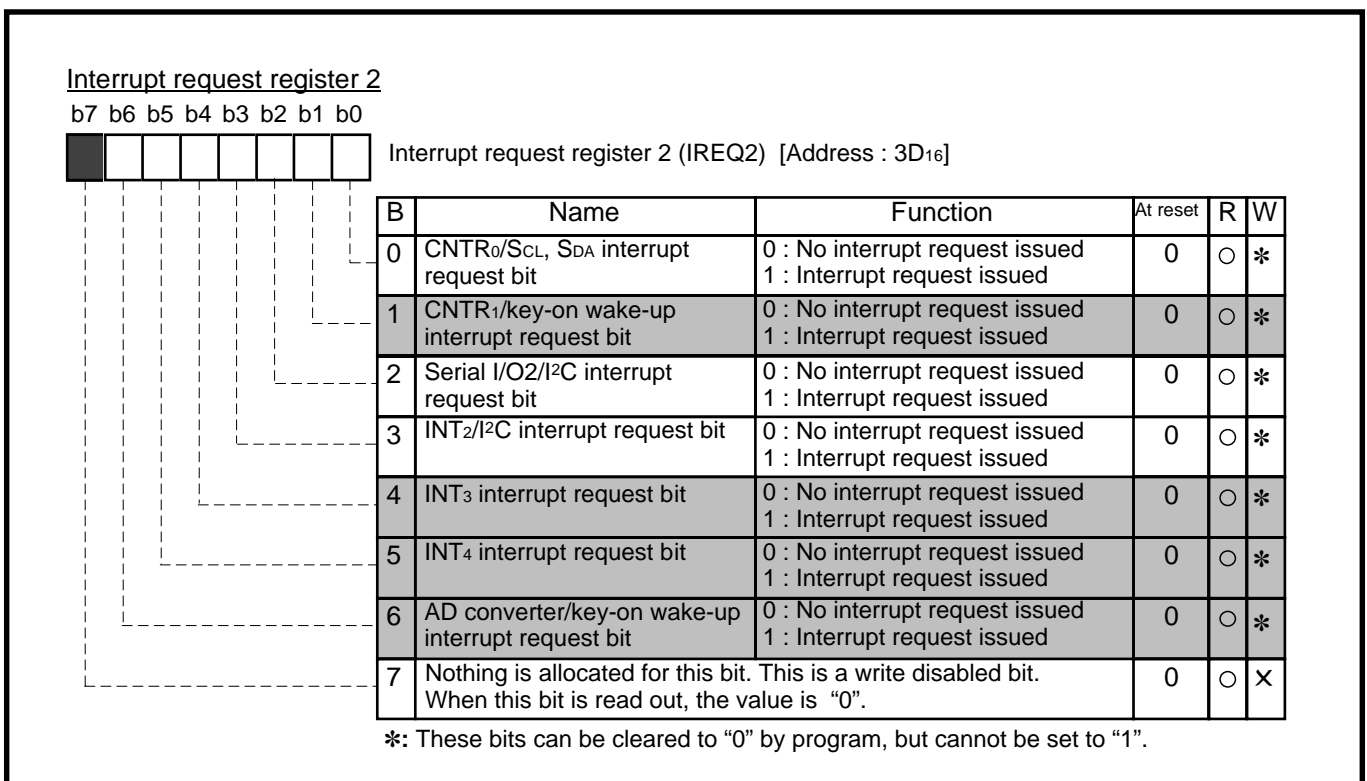 Interrupt request register 2
b7 b6 b5 b4 b3 b2 b1 b0
Interrupt request register 2 (IREQ2) [Address : 3D16]
B Name Function At reset R W
0 CNTR0/SCL, SDA interrupt 0 : No interrupt request issued 0 ○ ✻
request bit 1 : Interrupt request issued
1 CNTR1/key-on wake-up 0 : No interrupt request issued 0 ○ ✻
interrupt request bit 1 : Interrupt request issued
2 Serial I/O2/I2C interrupt 0 : No interrupt request issued 0 ○ ✻
request bit 1 : Interrupt request issued
3 INT2/I2C interrupt request bit 0 : No interrupt request issued 0 ○ ✻
1 : Interrupt request issued
4 INT3 interrupt request bit 0 : No interrupt request issued 0 ○ ✻
1 : Interrupt request issued
5 INT4 interrupt request bit 0 : No interrupt request issued 0 ○ ✻
1 : Interrupt request issued
6 AD converter/key-on wake-up 0 : No interrupt request issued 0 ○ ✻
interrupt request bit 1 : Interrupt request issued
7 Nothing is allocated for this bit. This is a write disabled bit. 0 ○ ×
When this bit is read out, the value is “0”.
✻: These bits can be cleared to “0” by program, but cannot be set to “1”.